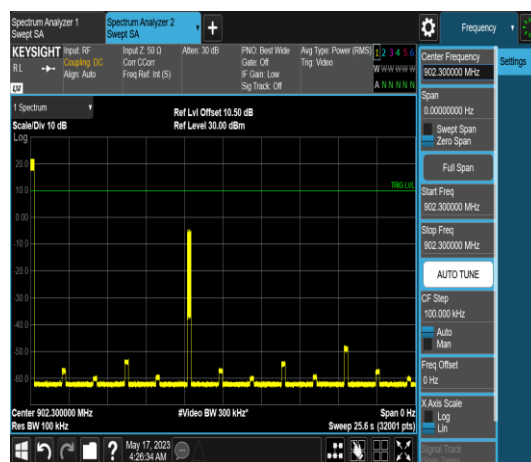 Spectrum Analyzer 1
Swept SA
Spectrum Analyzer 2
Swept SA
+
Frequency
KEYSIGHT
RL
LXI
Input: RF
Coupling: DC
Align: Auto
Input Z: 50 Ω
Corr CCorr
Freq Ref: Int (S)
Atten: 30 dB
PNO: Best Wide
Gate: Off
IF Gain: Low
Sig Track: Off
Avg Type: Power (RMS)
Trig: Video
1 2 3 4 5 6
W W W W W W
A N N N N N
1 Spectrum
Scale/Div 10 dB
Ref Lvl Offset 10.50 dB
Ref Level 30.00 dBm
Log
20.0
10.0
0.00
-10.0
-20.0
-30.0
-40.0
-50.0
-60.0
TRIG LVL
Center 902.300000 MHz
#Video BW 300 kHz*
Span 0 Hz
Res BW 100 kHz
Sweep 25.6 s (32001 pts)
May 17, 2023
4:26:34 AM
Center Frequency
902.300000 MHz
Settings
Span
0.00000000 Hz
Swept Span
Zero Span
Full Span
Start Freq
902.300000 MHz
Stop Freq
902.300000 MHz
AUTO TUNE
CF Step
100.000 kHz
Auto
Man
Freq Offset
0 Hz
X Axis Scale
Log
Lin
Signal Track